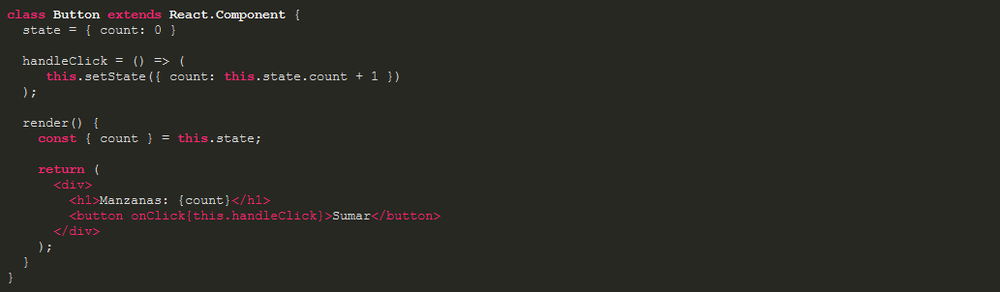 class Button extends React.Component {
  state = { count: 0 }

  handleClick = () => (
     this.setState({ count: this.state.count + 1 })
  );

  render() {
    const { count } = this.state;

    return (
      <div>
        <h1>Manzanas: {count}</h1>
        <button onClick{this.handleClick}>Sumar</button>
      </div>
    );
  }
}